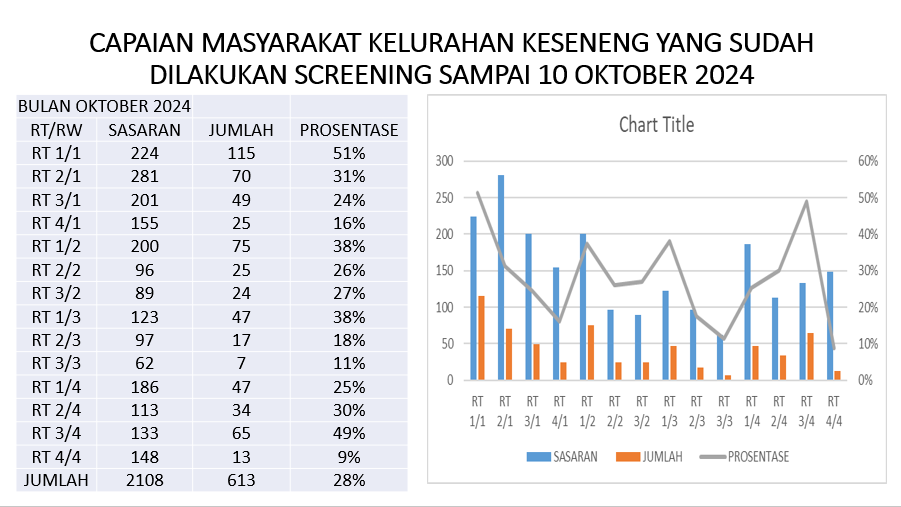 CAPAIAN MASYARAKAT KELURAHAN KESENENG YANG SUDAH
DILAKUKAN SCREENING SAMPAI 10 OKTOBER 2024
BULAN OKTOBER 2024
RT/RW SASARAN JUMLAH PROSENTASE
RT 1/1 224 115 51%
RT 2/1 281 70 31%
RT 3/1 201 49 24%
RT 4/1 155 25 16%
RT 1/2 200 75 38%
RT 2/2 96 25 26%
RT 3/2 89 24 27%
RT 1/3 123 47 38%
RT 2/3 97 17 18%
RT 3/3 62 7 11%
RT 1/4 186 47 25%
RT 2/4 113 34 30%
RT 3/4 133 65 49%
RT 4/4 148 13 9%
JUMLAH 2108 613 28%
Chart Title
300 60%
250 50%
200 40%
150 30%
100 20%
50 10%
0 0%
RT RT RT RT RT RT RT RT RT RT RT RT RT RT
1/1 2/1 3/1 4/1 1/2 2/2 3/2 1/3 2/3 3/3 1/4 2/4 3/4 4/4
SASARAN JUMLAH PROSENTASE